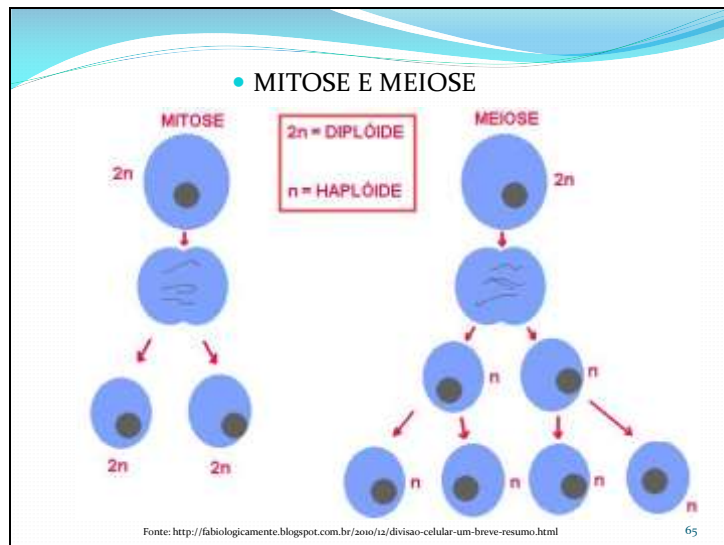 • MITOSE E MEIOSE
MITOSE
2n = DIPLÓIDE
n = HAPLÓIDE
MEIOSE
2n
2n
n
n
2n
2n
n
n
n
n
Fonte: http://fabiologicamente.blogspot.com.br/2010/12/divisao-celular-um-breve-resumo.html
65